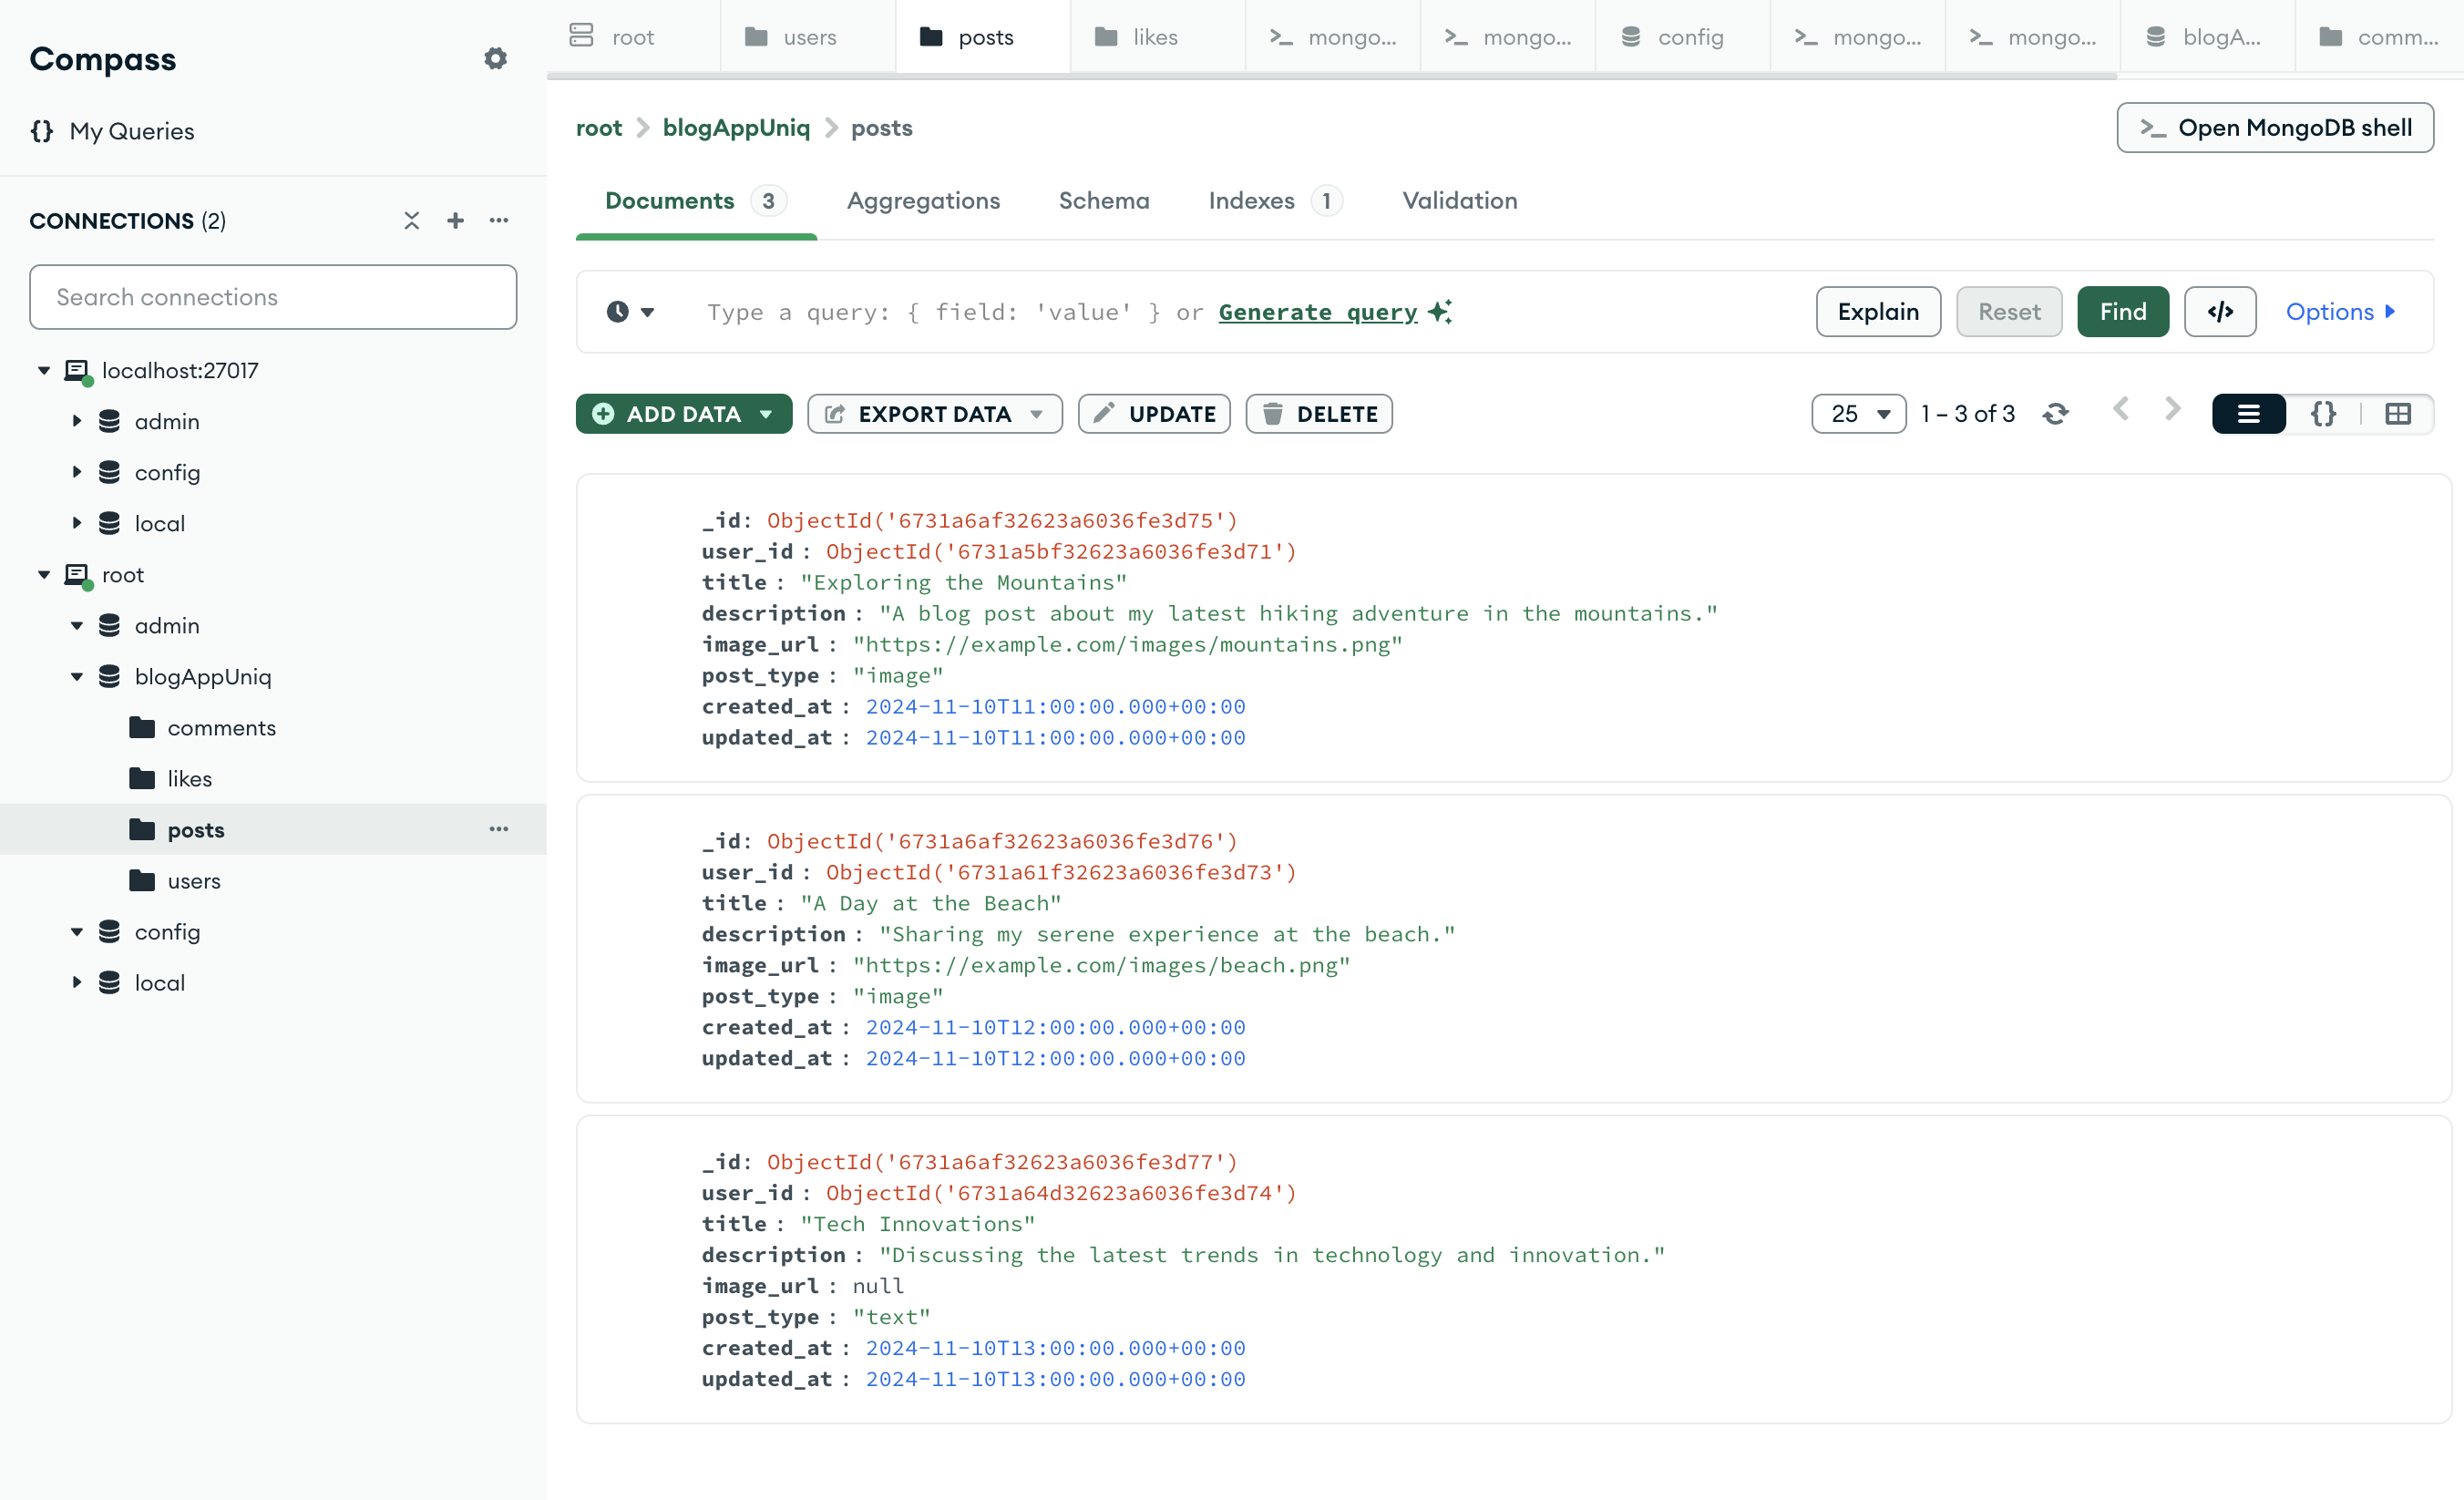 Compass
My Queries
CONNECTIONS (2)
Search connections
localhost:27017
admin
config
local
root
admin
blogAppUniq
comments
likes
posts
users
config
local
root users posts likes mongo... mongo... config mongo... mongo... blogA... comm...
root blogAppUniq posts
Open MongoDB shell
Documents 3 Aggregations Schema Indexes 1 Validation
Type a query: { field: 'value' } or Generate query
Explain Reset Find </> Options
ADD DATA EXPORT DATA UPDATE DELETE
25 1 – 3 of 3 {}
_id: ObjectId('6731a6af32623a6036fe3d75')
user_id : ObjectId('6731a5bf32623a6036fe3d71')
title : "Exploring the Mountains"
description : "A blog post about my latest hiking adventure in the mountains."
image_url : "https://example.com/images/mountains.png"
post_type : "image"
created_at : 2024-11-10T11:00:00.000+00:00
updated_at : 2024-11-10T11:00:00.000+00:00
_id: ObjectId('6731a6af32623a6036fe3d76')
user_id : ObjectId('6731a61f32623a6036fe3d73')
title : "A Day at the Beach"
description : "Sharing my serene experience at the beach."
image_url : "https://example.com/images/beach.png"
post_type : "image"
created_at : 2024-11-10T12:00:00.000+00:00
updated_at : 2024-11-10T12:00:00.000+00:00
_id: ObjectId('6731a6af32623a6036fe3d77')
user_id : ObjectId('6731a64d32623a6036fe3d74')
title : "Tech Innovations"
description : "Discussing the latest trends in technology and innovation."
image_url : null
post_type : "text"
created_at : 2024-11-10T13:00:00.000+00:00
updated_at : 2024-11-10T13:00:00.000+00:00